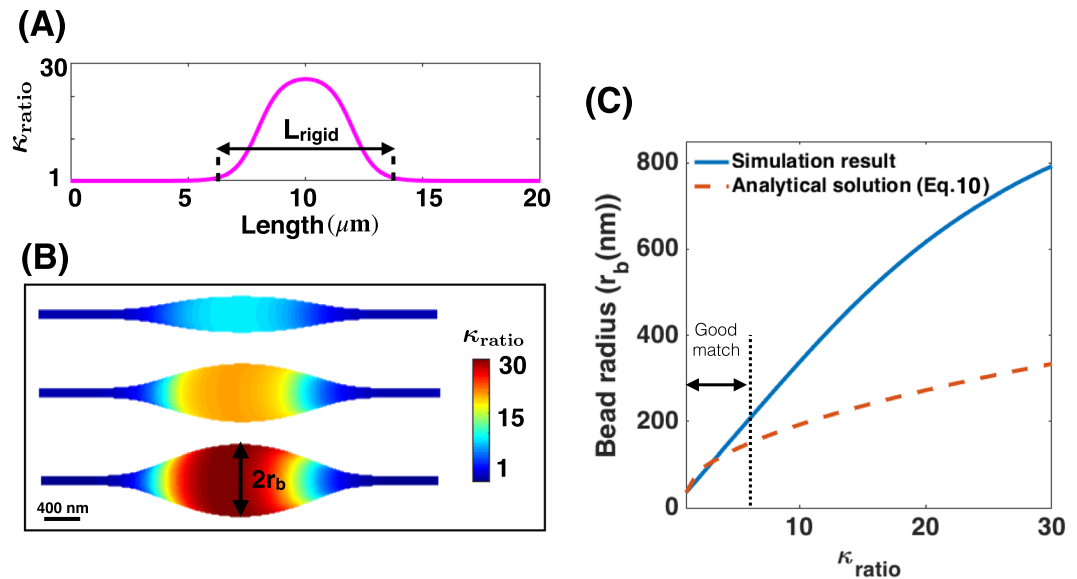 (A)
30
κratio
1
Lrigid
0 5 10 15 20
Length(μm)
(B)
κratio
30
15
1
2rb
400 nm
(C)
800
600
400
200
0
Bead radius (rb(nm))
Simulation result
Analytical solution (Eq.10)
Good
match
10 20 30
κratio